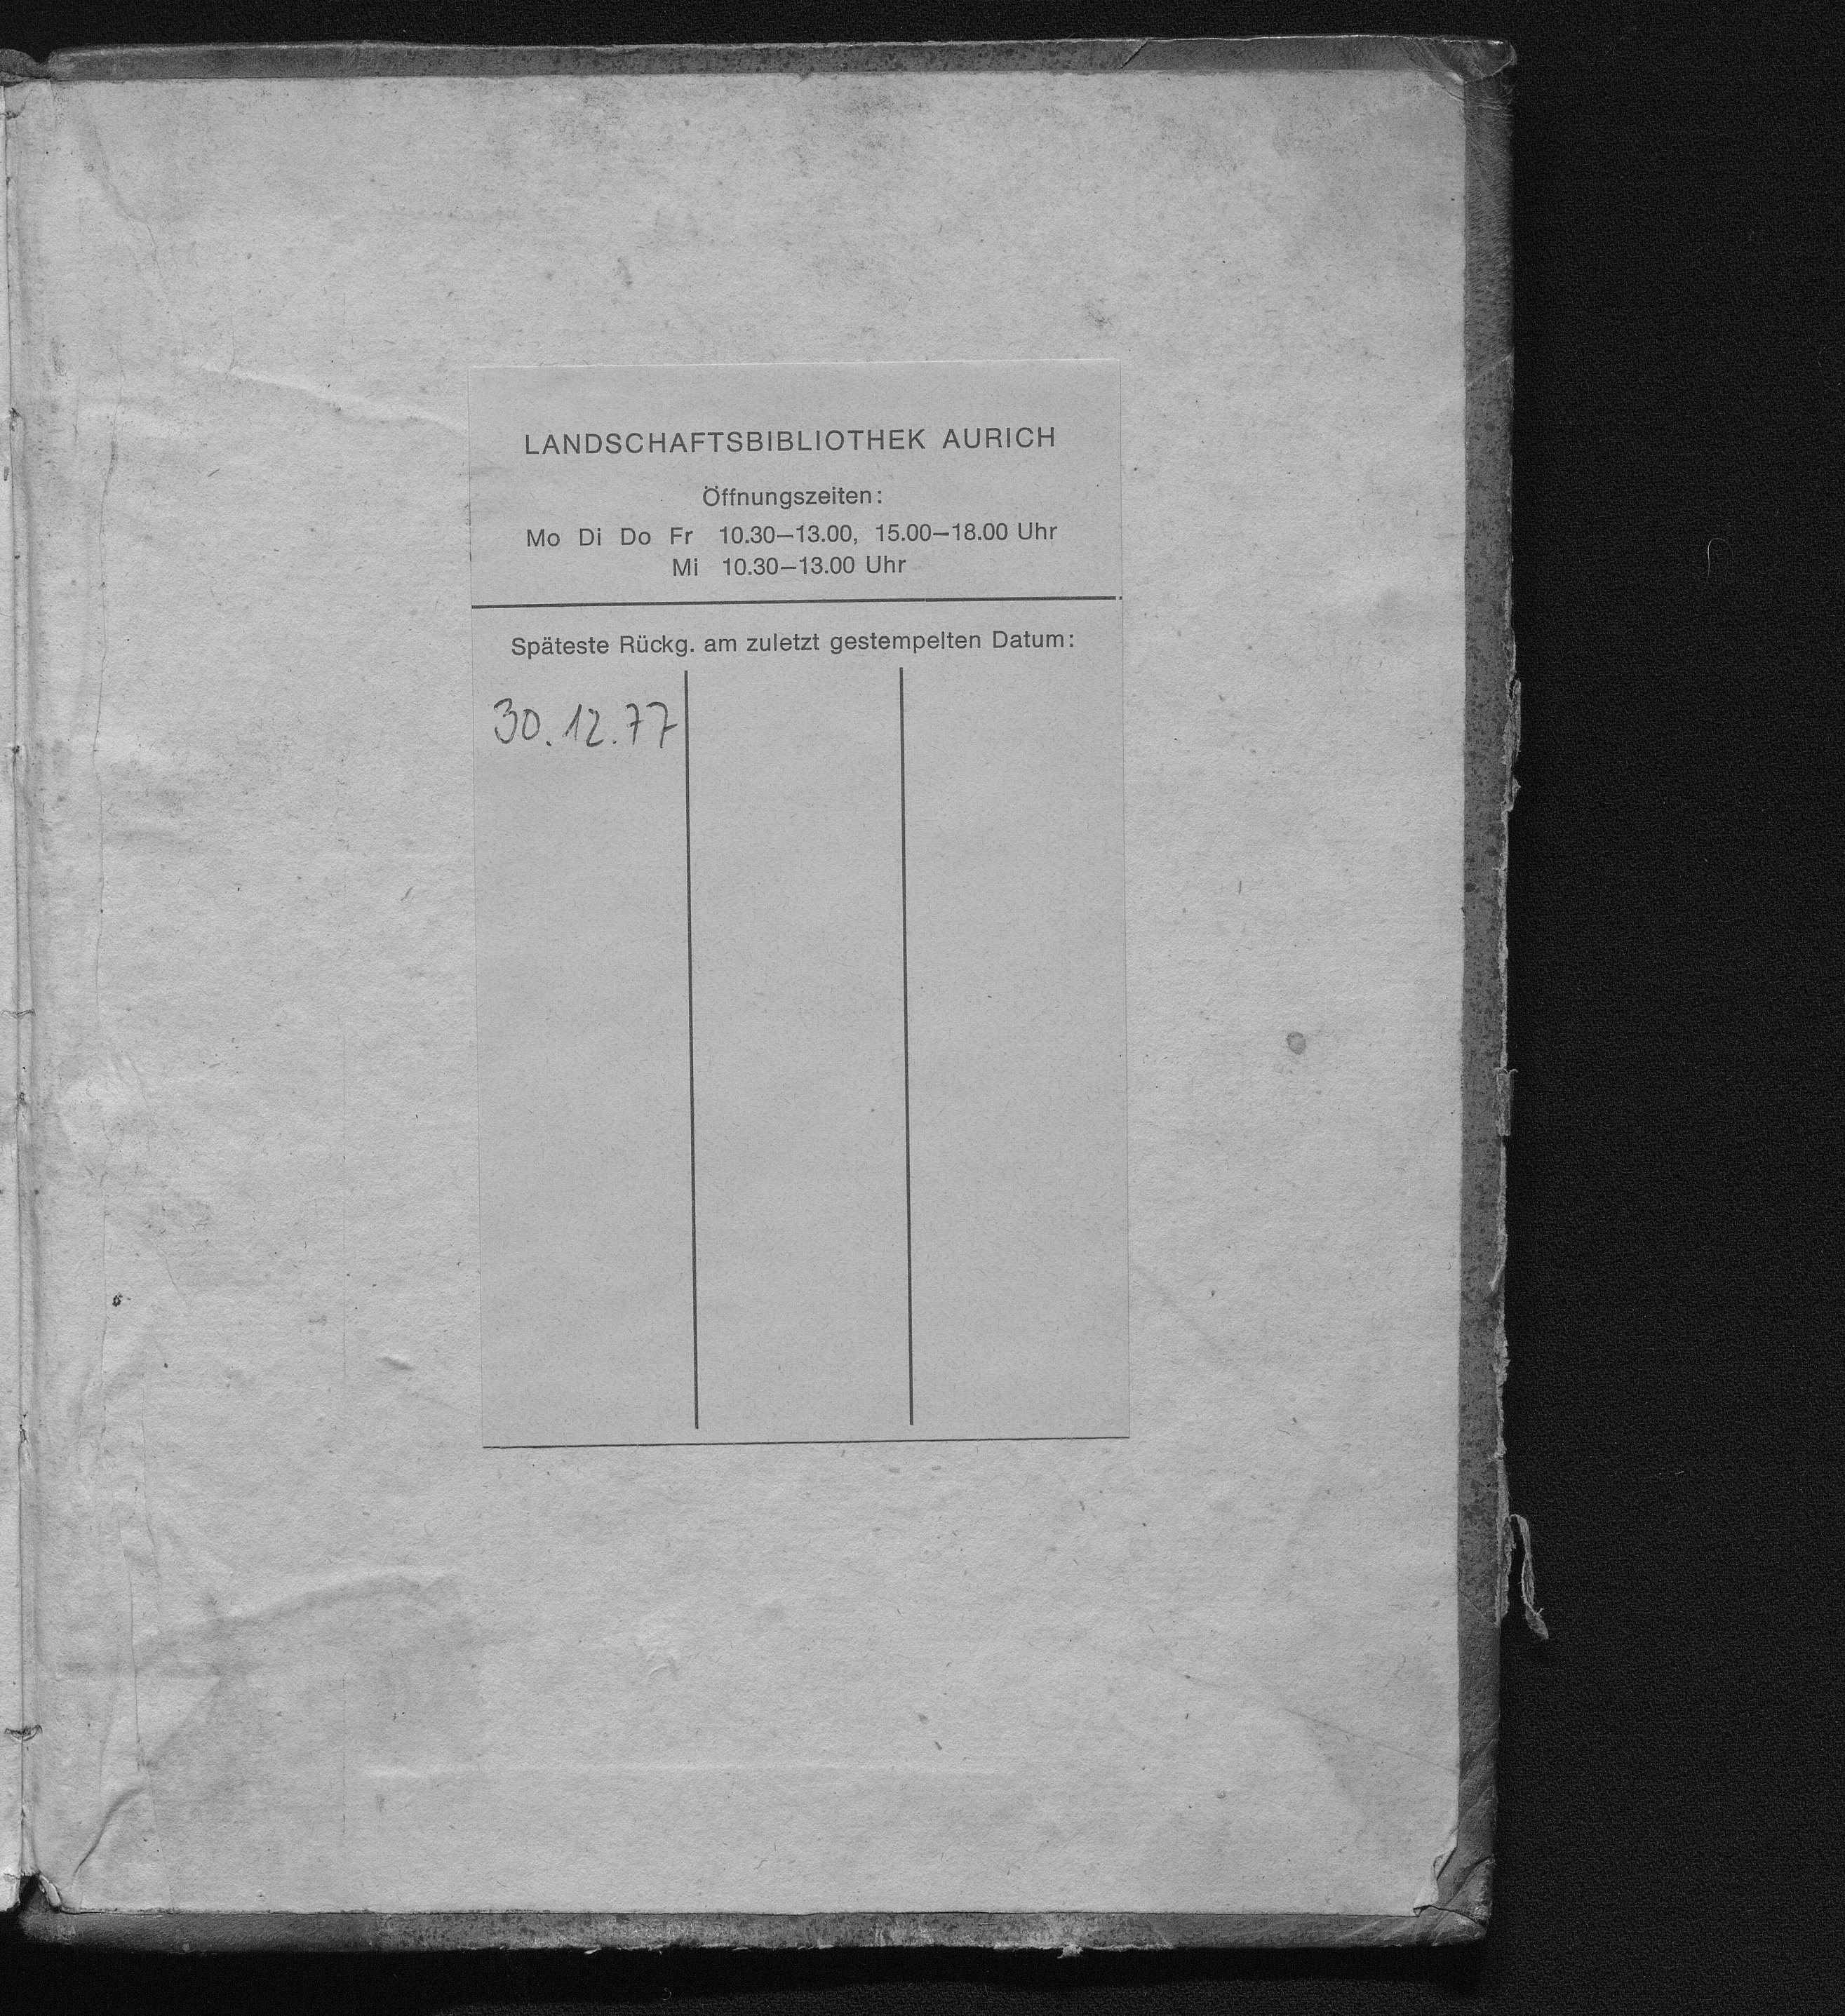 LANDSCHAFTSBIBLIOTHEK AURICH
Öffnungszeiten:
Mo Di Do Fr 10.30–13.00, 15.00–18.00 Uhr
Mi 10.30–13.00 Uhr
Späteste Rückg. am zuletzt gestempelten Datum:
30.12.77